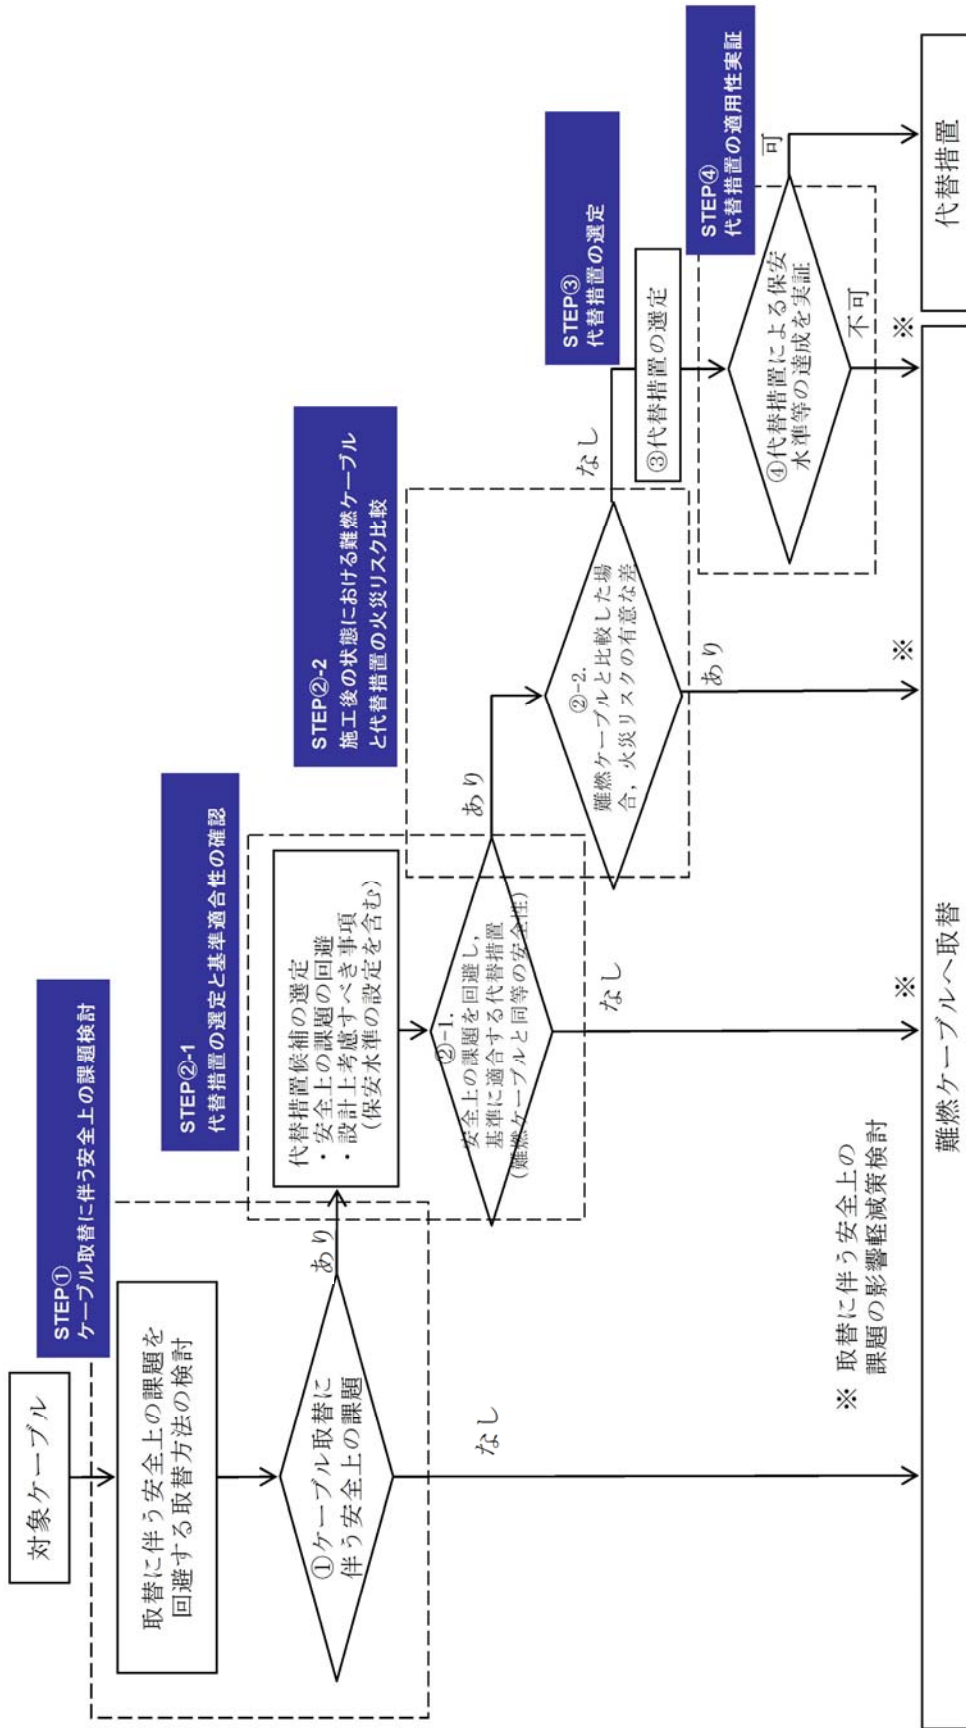 対象ケーブル
STEP①
ケーブル取替に伴う安全上の課題検討
取替に伴う安全上の課題を
回避する取替方法の検討
①ケーブル取替に
伴う安全上の課題
あり
なし
STEP②-1
代替措置の選定と基準適合性の確認
代替措置候補の選定
・安全上の課題の回避
・設計上考慮すべき事項
(保安水準の設定を含む)
②-1.
安全上の課題を回避し,
基準に適合する代替措置
(難燃ケーブルと同等の安全性)
あり
なし
※
STEP②-2
施工後の状態における難燃ケーブル
と代替措置の火災リスク比較
②-2.
難燃ケーブルと比較した場
合,火災リスクの有意な差
なし
あり
※
STEP③
代替措置の選定
③代替措置の選定
STEP④
代替措置の適用性実証
④代替措置による保安
水準等の達成を実証
可
不可
※
※ 取替に伴う安全上の
課題の影響軽減策検討
難燃ケーブルへ取替
代替措置